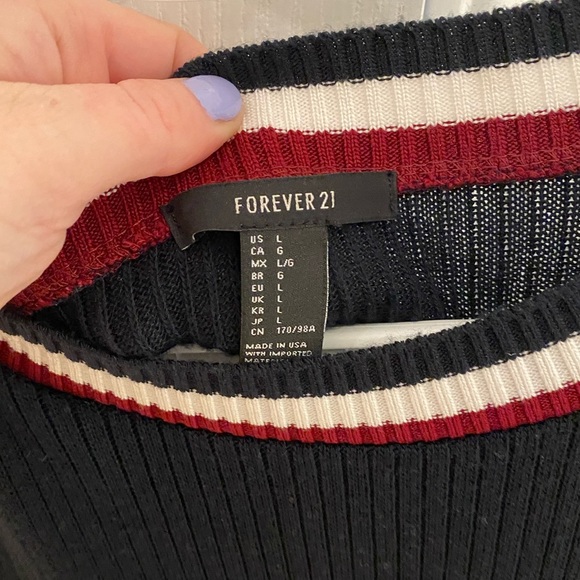 FOREVER 21
US L
CA G
MX L/G
BR G
EU L
UK L
KR L
JP L
CN 170/98A
MADE IN USA
WITH IMPORTED